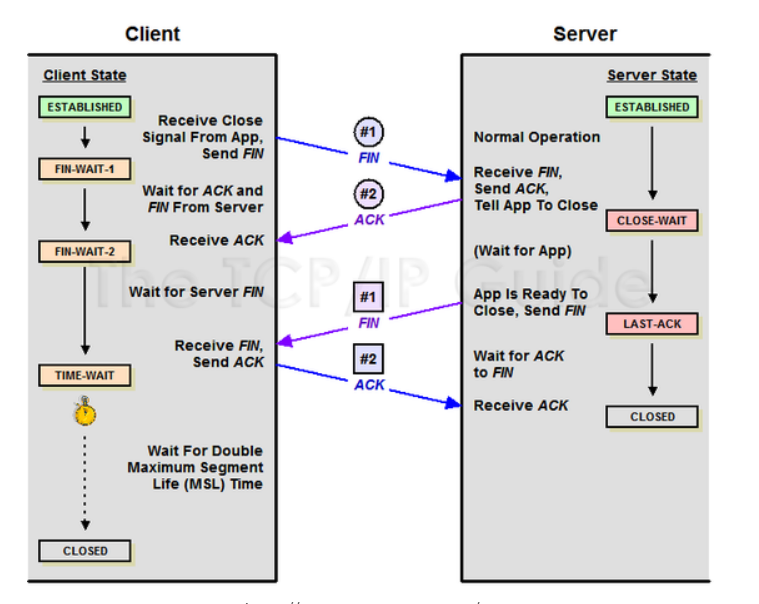 Client
Server
Client State
Server State
ESTABLISHED
ESTABLISHED
Receive Close
Signal From App,
Send FIN
#1
FIN
Normal Operation
FIN-WAIT-1
Receive FIN,
Send ACK,
Tell App To Close
Wait for ACK and
FIN From Server
#2
ACK
CLOSE-WAIT
Receive ACK
FIN-WAIT-2
(Wait for App)
The TCP/IP Guide
Wait for Server FIN
#1
FIN
App Is Ready To
Close, Send FIN
LAST-ACK
Receive FIN,
Send ACK
#2
ACK
Wait for ACK
to FIN
TIME-WAIT
Receive ACK
CLOSED
Wait For Double
Maximum Segment
Life (MSL) Time
CLOSED